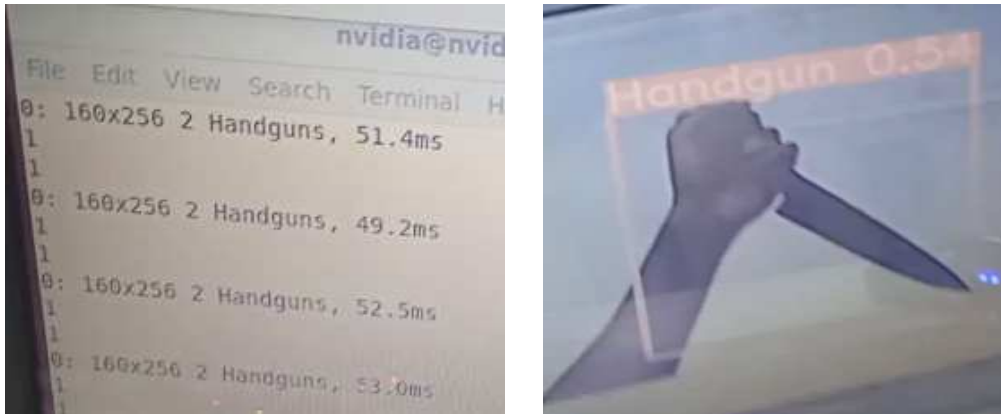 nvidia@nvid
File Edit View Search Terminal H
0: 160x256 2 Handguns, 51.4ms
1
1
0: 160x256 2 Handguns, 49.2ms
1
1
0: 160x256 2 Handguns, 52.5ms
1
1
0: 160x256 2 Handguns, 53.0ms
1
1
Handgun 0.54